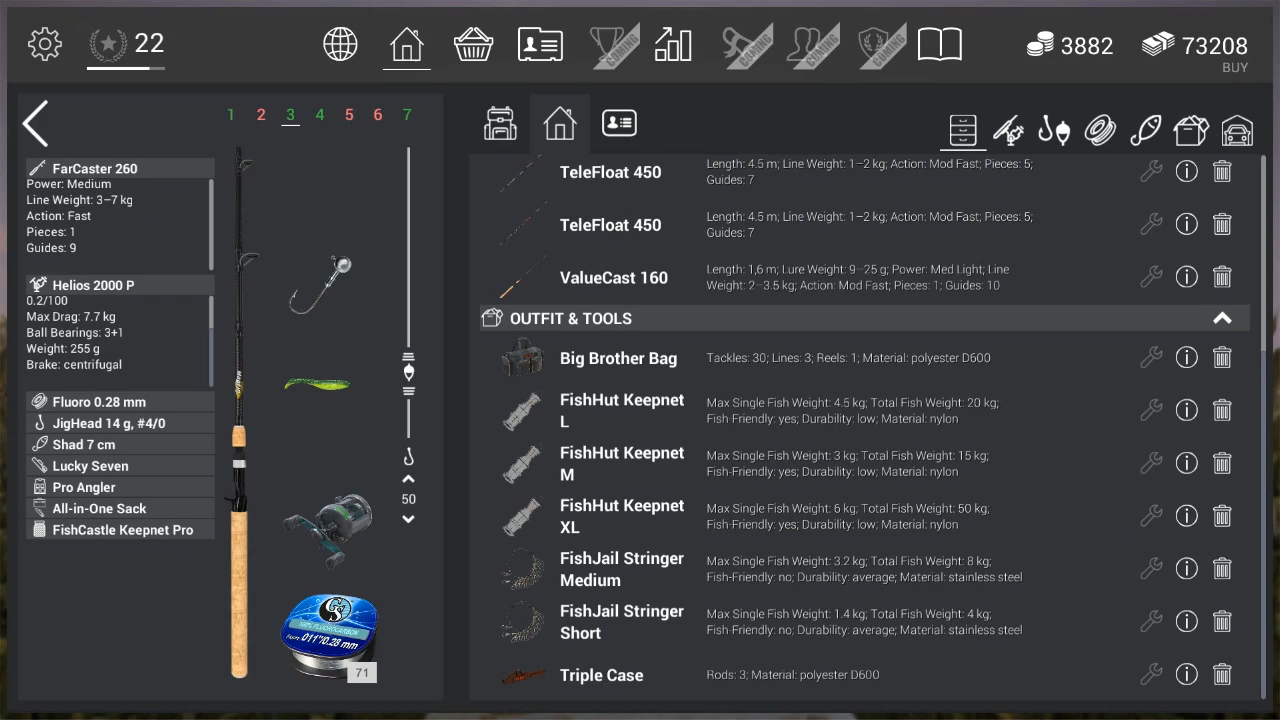 22
COMING
COMING
COMING
COMING
3882
73208
BUY
1 2 3 4 5 6 7
FarCaster 260
Power: Medium
Line Weight: 3–7 kg
Action: Fast
Pieces: 1
Guides: 9
Helios 2000 P
0.2/100
Max Drag: 7.7 kg
Ball Bearings: 3+1
Weight: 255 g
Brake: centrifugal
Fluoro 0.28 mm
JigHead 14 g, #4/0
Shad 7 cm
Lucky Seven
Pro Angler
All-in-One Sack
FishCastle Keepnet Pro
50
100% FLUOROCARBON
.011"/0.28 mm
71
TeleFloat 450
Length: 4.5 m; Line Weight: 1–2 kg; Action: Mod Fast; Pieces: 5;
Guides: 7
TeleFloat 450
Length: 4.5 m; Line Weight: 1–2 kg; Action: Mod Fast; Pieces: 5;
Guides: 7
ValueCast 160
Length: 1,6 m; Lure Weight: 9–25 g; Power: Med Light; Line
Weight: 2–3.5 kg; Action: Mod Fast; Pieces: 1; Guides: 10
OUTFIT & TOOLS
Big Brother Bag
Tackles: 30; Lines: 3; Reels: 1; Material: polyester D600
FishHut Keepnet
L
Max Single Fish Weight: 4.5 kg; Total Fish Weight: 20 kg;
Fish-Friendly: yes; Durability: low; Material: nylon
FishHut Keepnet
M
Max Single Fish Weight: 3 kg; Total Fish Weight: 15 kg;
Fish-Friendly: yes; Durability: low; Material: nylon
FishHut Keepnet
XL
Max Single Fish Weight: 6 kg; Total Fish Weight: 50 kg;
Fish-Friendly: yes; Durability: low; Material: nylon
FishJail Stringer
Medium
Max Single Fish Weight: 3.2 kg; Total Fish Weight: 8 kg;
Fish-Friendly: no; Durability: average; Material: stainless steel
FishJail Stringer
Short
Max Single Fish Weight: 1.4 kg; Total Fish Weight: 4 kg;
Fish-Friendly: no; Durability: average; Material: stainless steel
Triple Case
Rods: 3; Material: polyester D600